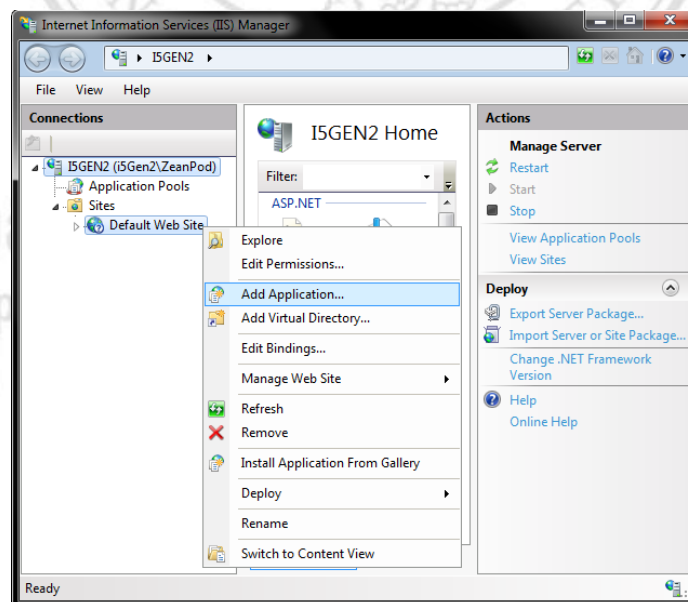 Internet Information Services (IIS) Manager
I5GEN2
File View Help
Connections
I5GEN2 (i5Gen2\ZeanPod)
Application Pools
Sites
Default Web Site
I5GEN2 Home
Filter:
ASP.NET
Explore
Edit Permissions...
Add Application...
Add Virtual Directory...
Edit Bindings...
Manage Web Site
Refresh
Remove
Install Application From Gallery
Deploy
Rename
Switch to Content View
Actions
Manage Server
Restart
Start
Stop
View Application Pools
View Sites
Deploy
Export Server Package...
Import Server or Site Package...
Change .NET Framework
Version
Help
Online Help
Ready